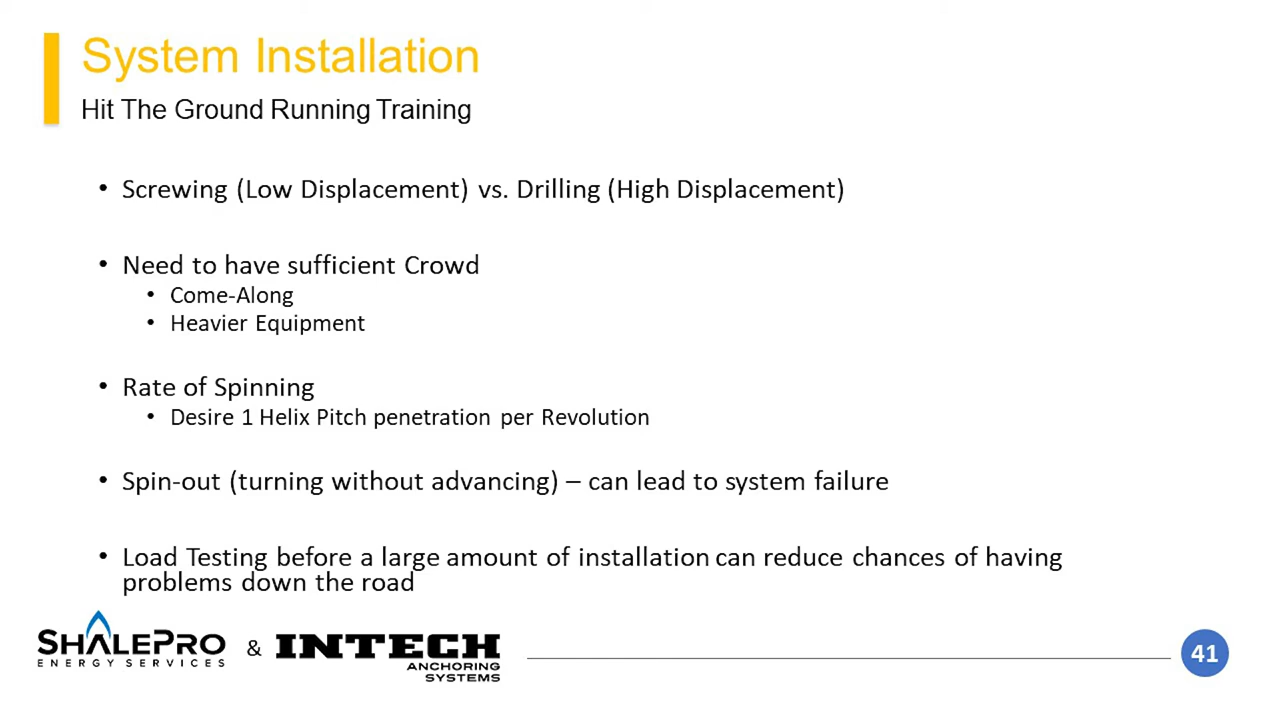 System Installation
Hit The Ground Running Training
• Screwing (Low Displacement) vs. Drilling (High Displacement)
• Need to have sufficient Crowd
• Come-Along
• Heavier Equipment
• Rate of Spinning
• Desire 1 Helix Pitch penetration per Revolution
• Spin-out (turning without advancing) – can lead to system failure
• Load Testing before a large amount of installation can reduce chances of having
problems down the road
SHALEPRO
ENERGY SERVICES
&
INTECH
ANCHORING
SYSTEMS
41